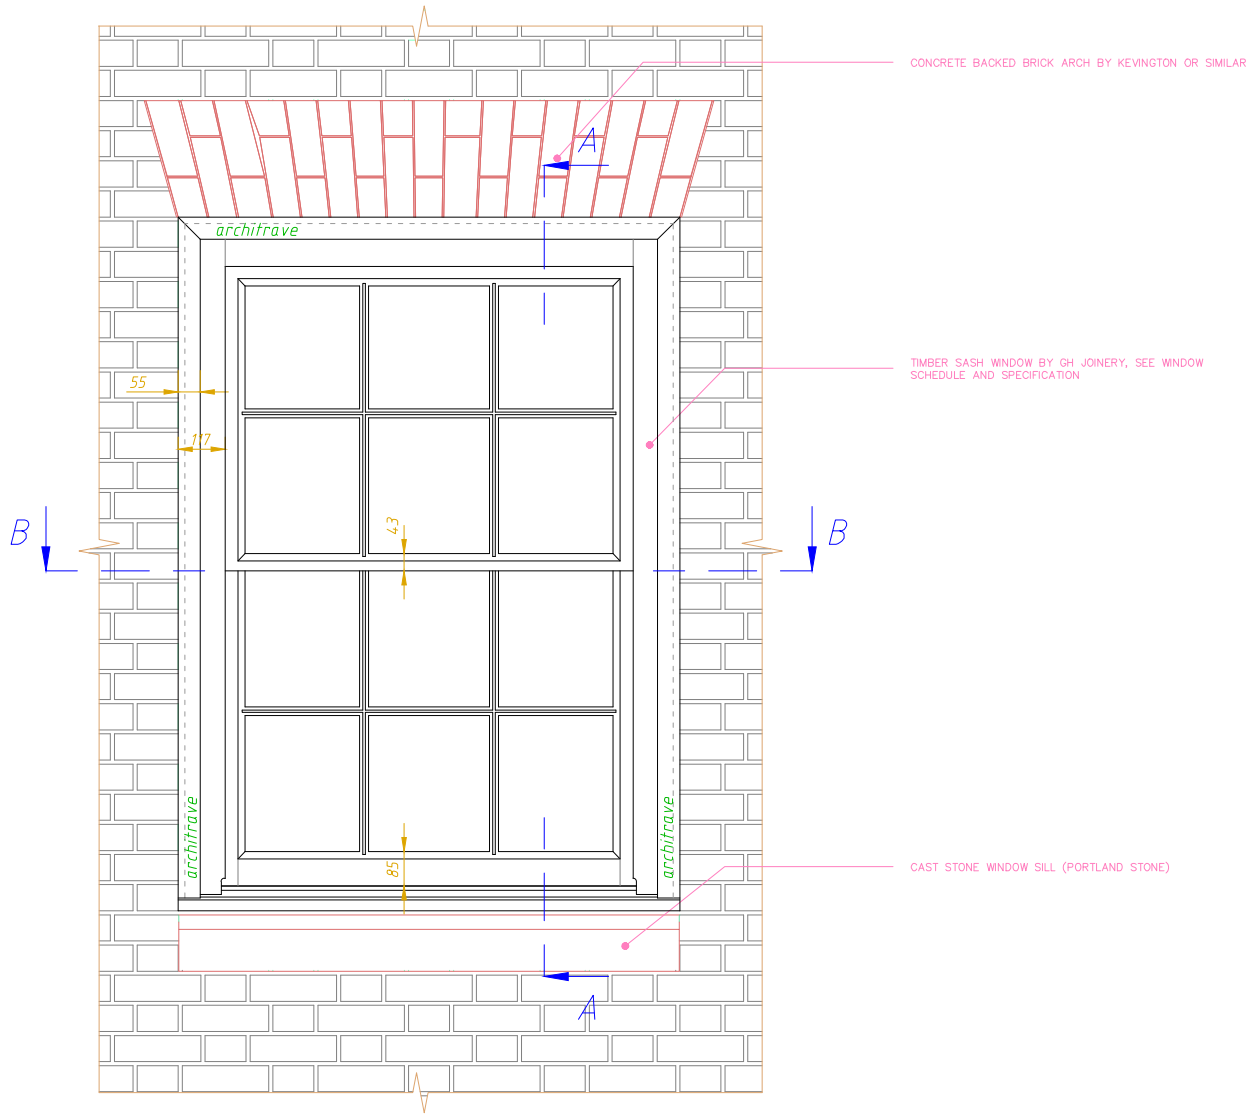 CONCRETE BACKED BRICK ARCH BY KEVINGTON OR SIMILAR
A
architrave
TIMBER SASH WINDOW BY GH JOINERY, SEE WINDOW
SCHEDULE AND SPECIFICATION
55
117
43
B
B
architrave
architrave
85
CAST STONE WINDOW SILL (PORTLAND STONE)
A